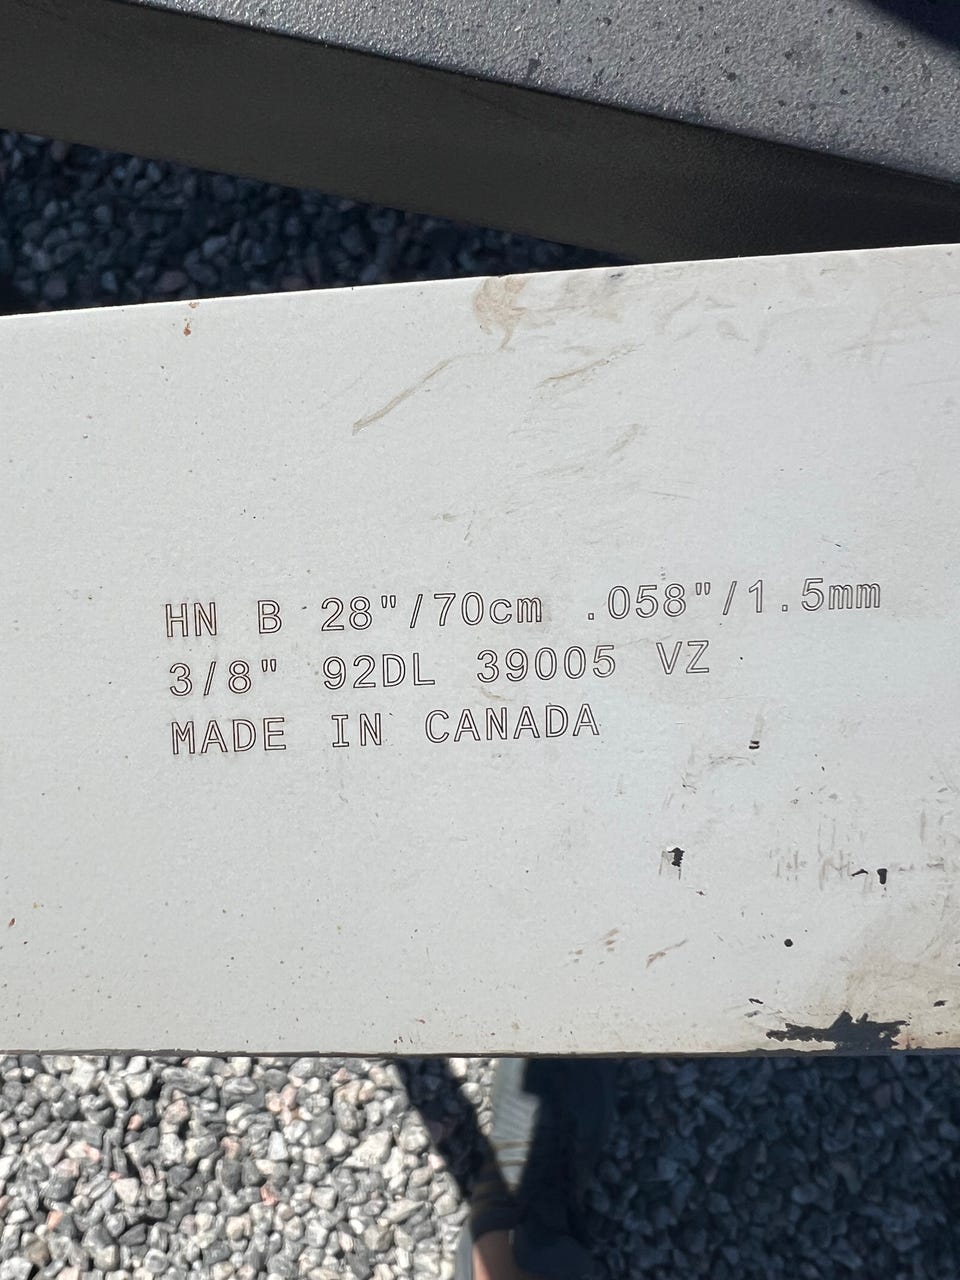 HN B 28"/70cm .058"/1.5mm
3/8" 92DL 39005 VZ
MADE IN CANADA